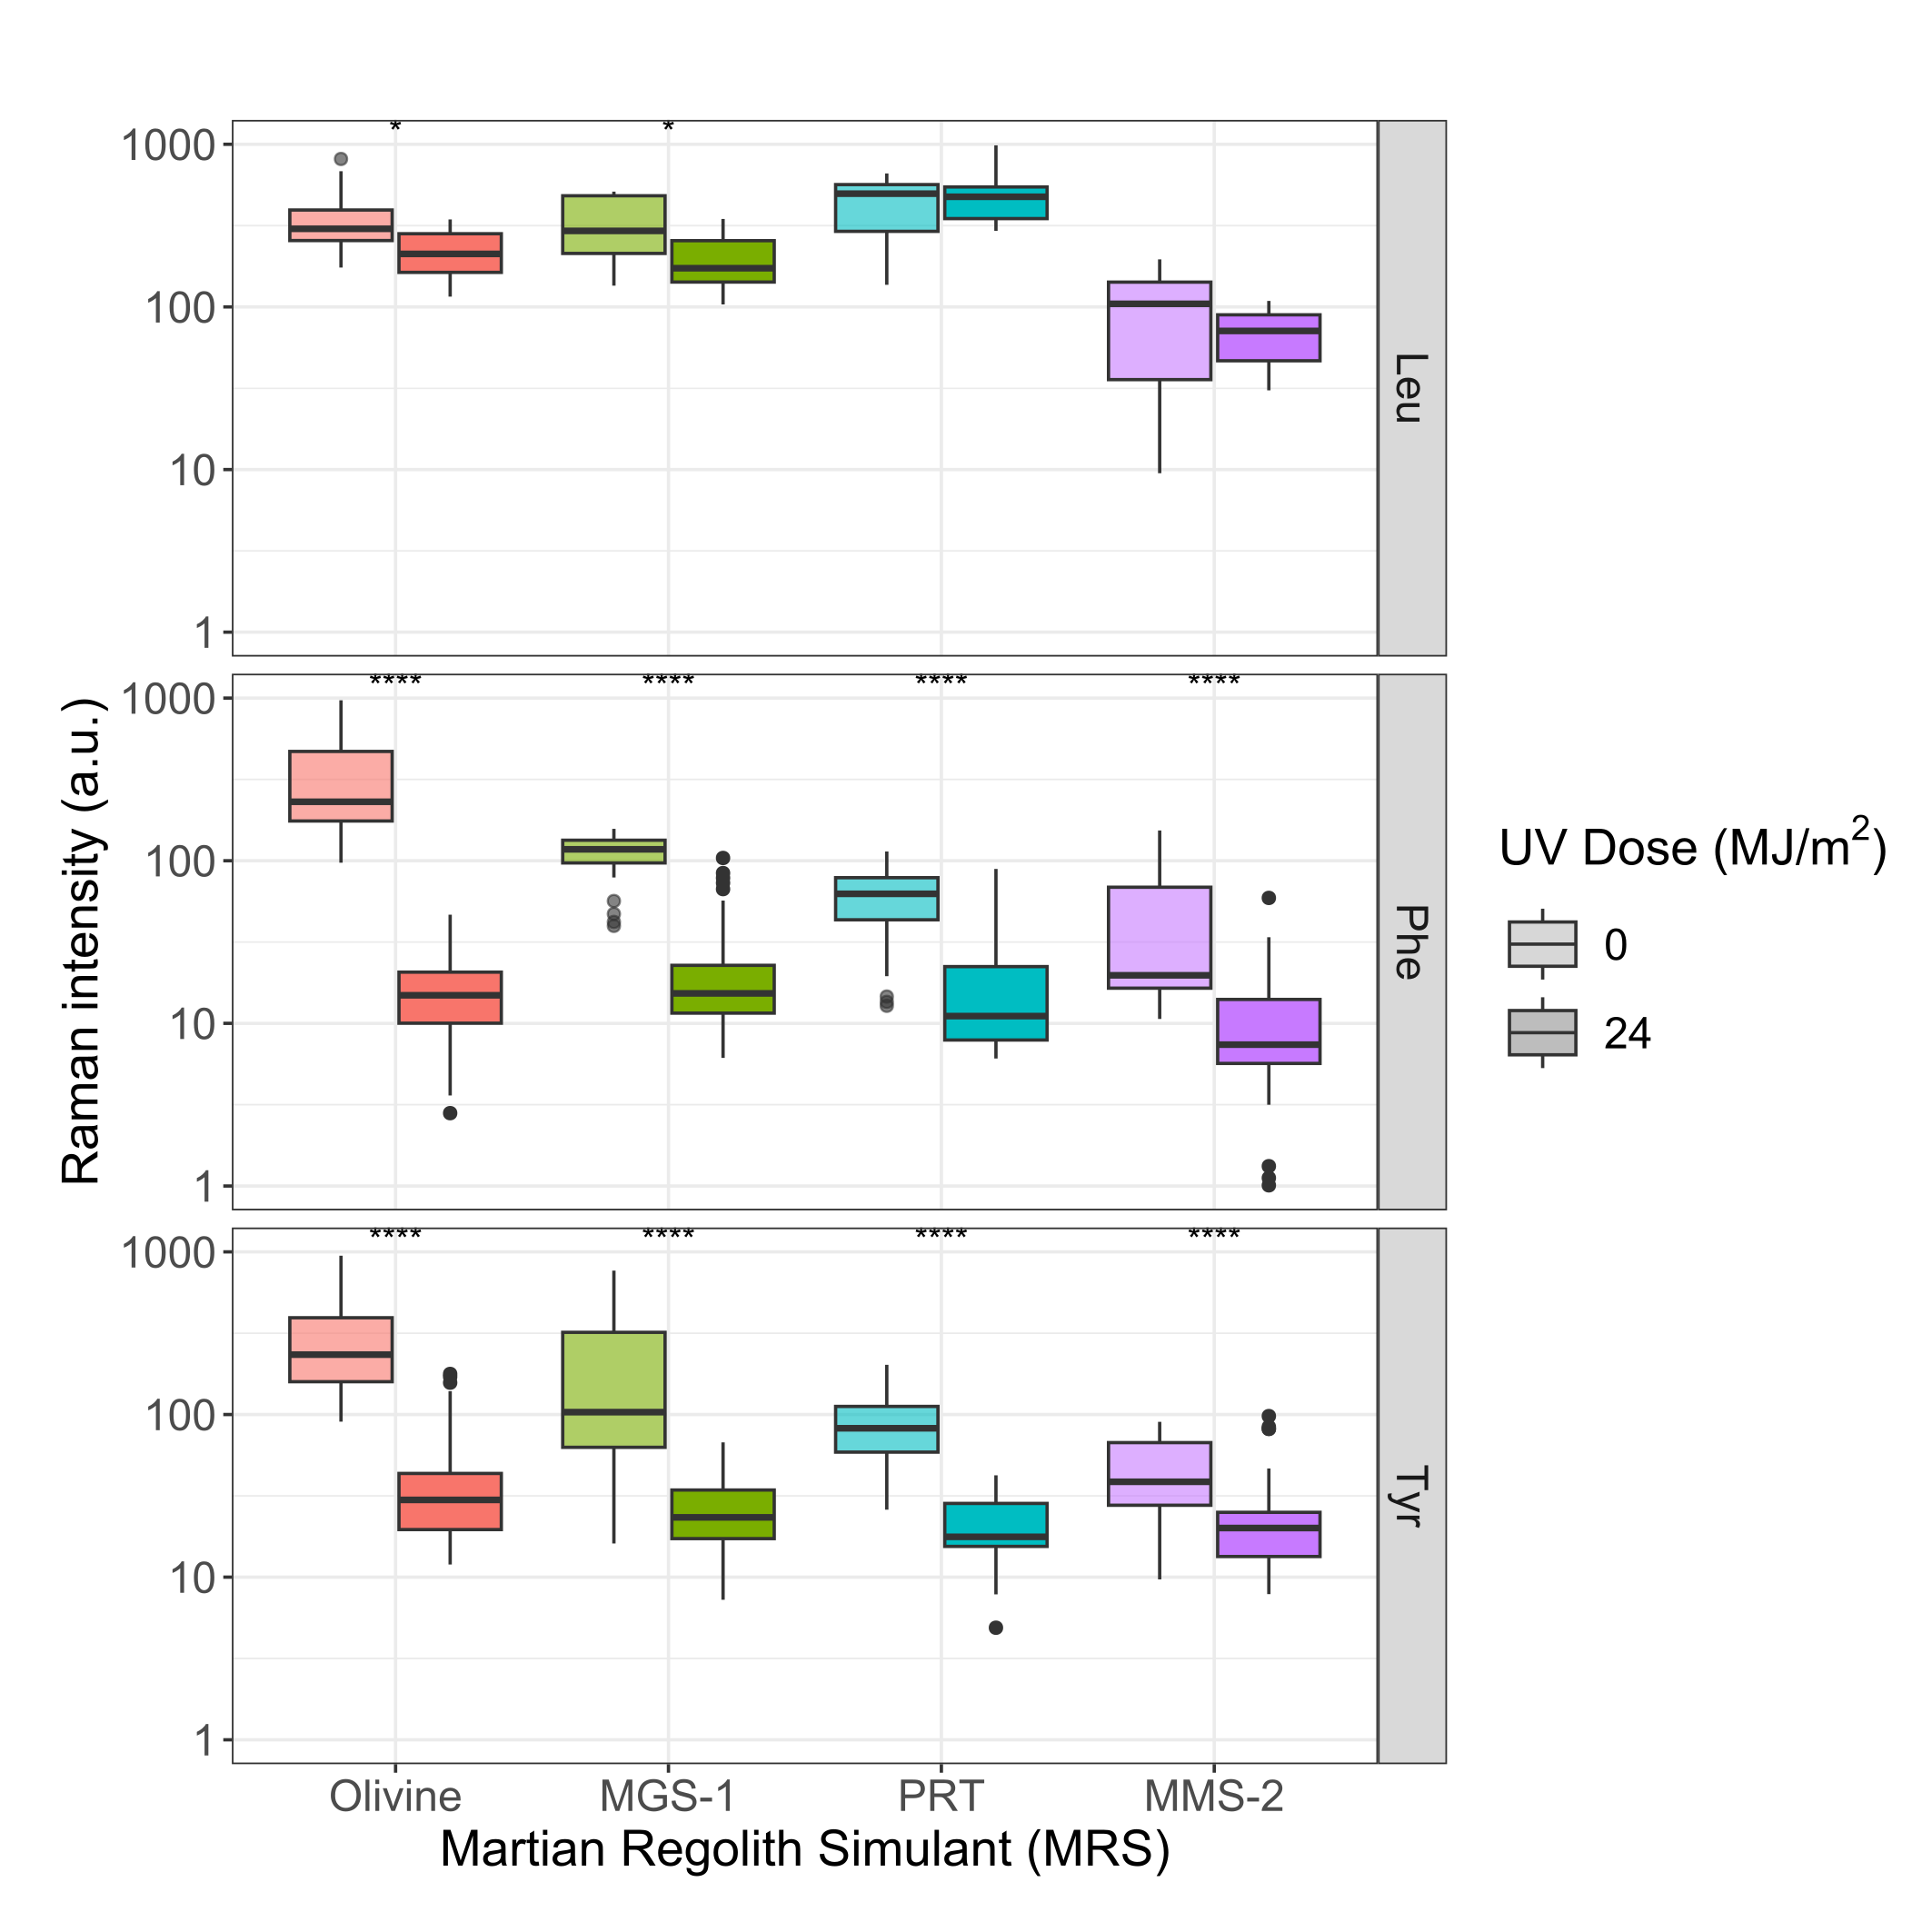 * *
1000
100
10
1
Leu
**** **** **** ****
1000
100
10
1
Phe
**** **** **** ****
1000
100
10
1
Tyr
Raman intensity (a.u.)
Olivine MGS-1 PRT MMS-2
Martian Regolith Simulant (MRS)
UV Dose (MJ/m²)
0
24